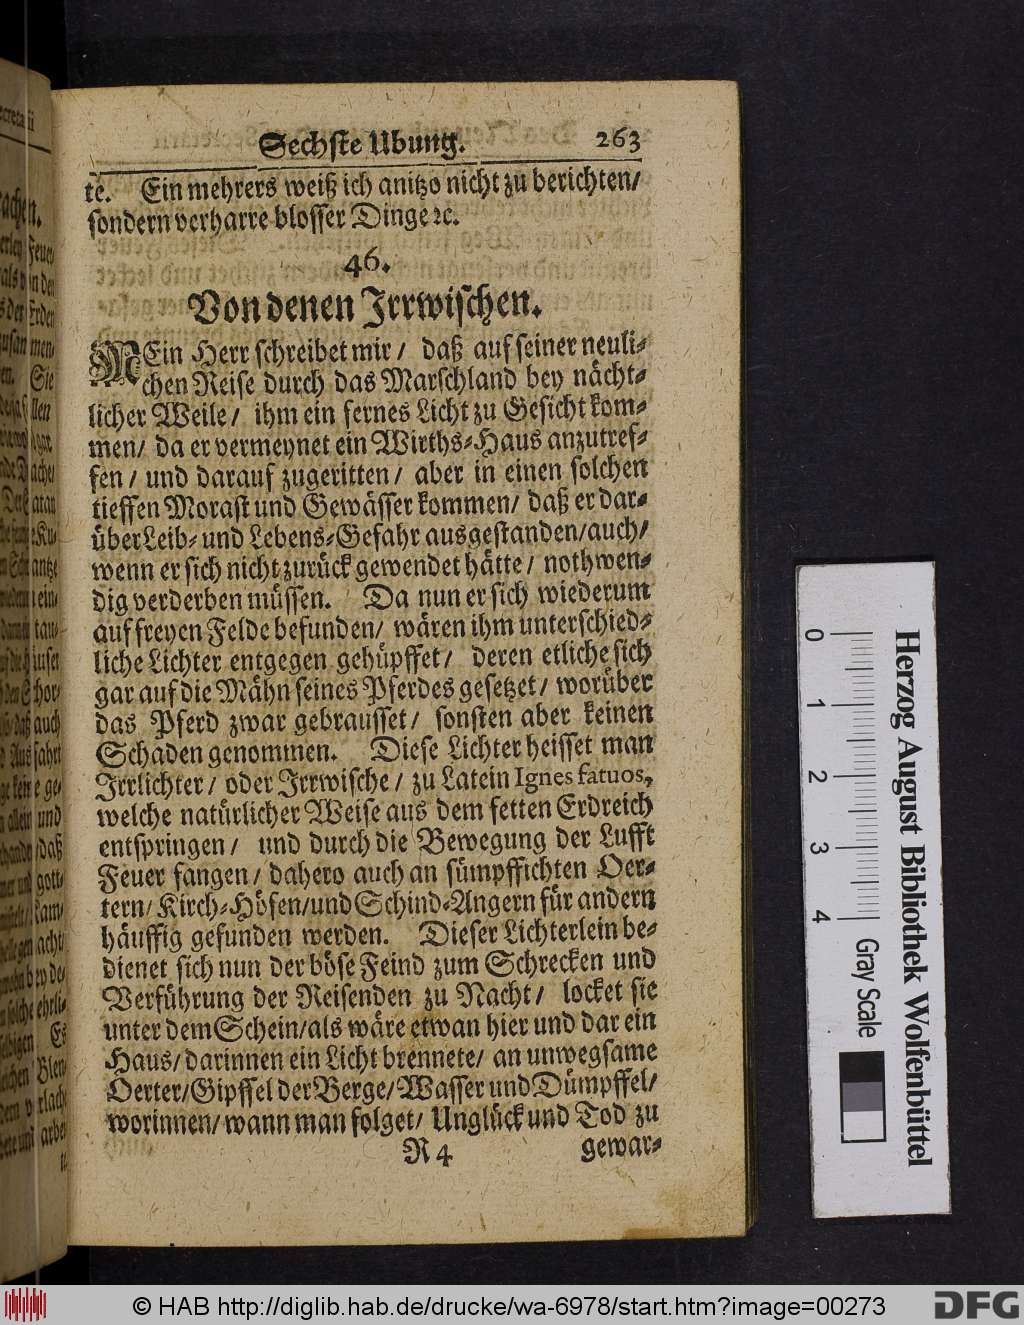 Sechste Ubung. 263
te. Ein mehrers weiß ich anitzo nicht zu berichten/
sondern verharre blosser Dinge ꝛc.
46.
Von denen Irrwischen.
MEin Herr schreibet mir / daß auf seiner neuli-
chen Reise durch das Marschland bey nächt-
licher Weile / ihm ein fernes Licht zu Gesicht kom-
men/ da er vermeynet ein Wirths-Haus anzutref-
fen / und darauf zugeritten / aber in einen solchen
tieffen Morast und Gewässer kommen/ daß er dar-
über Leib- und Lebens-Gefahr ausgestanden/auch/
wenn er sich nicht zurück gewendet hätte / nothwen-
dig verderben müssen. Da nun er sich wiederum
auf freyen Felde befunden/ wären ihm unterschied-
liche Lichter entgegen gehüpffet / deren etliche sich
gar auf die Mähn seines Pferdes gesetzet / worüber
das Pferd zwar gebrausset / sonsten aber keinen
Schaden genommen. Diese Lichter heisset man
Irrlichter / oder Irrwische / zu Latein Ignes fatuos,
welche natürlicher Weise aus dem fetten Erdreich
entspringen / und durch die Bewegung der Lufft
Feuer fangen / dahero auch an sümpffichten Oer-
tern/ Kirch-Höfen/und Schind-Angern für andern
häuffig gefunden werden. Dieser Lichterlein be-
dienet sich nun der böse Feind zum Schrecken und
Verführung der Reisenden zu Nacht / locket sie
unter dem Schein/als wäre etwan hier und dar ein
Haus/ darinnen ein Licht brennete/ an unwegsame
Oerter/Gipffel der Berge/Wasser und Dümpffel/
worinnen/ wann man folget/ Unglück und Tod zu
R 4 gewar-
Herzog August Bibliothek Wolfenbüttel
0 1 2 3 4 Gray Scale
© HAB http://diglib.hab.de/drucke/wa-6978/start.htm?image=00273
DFG